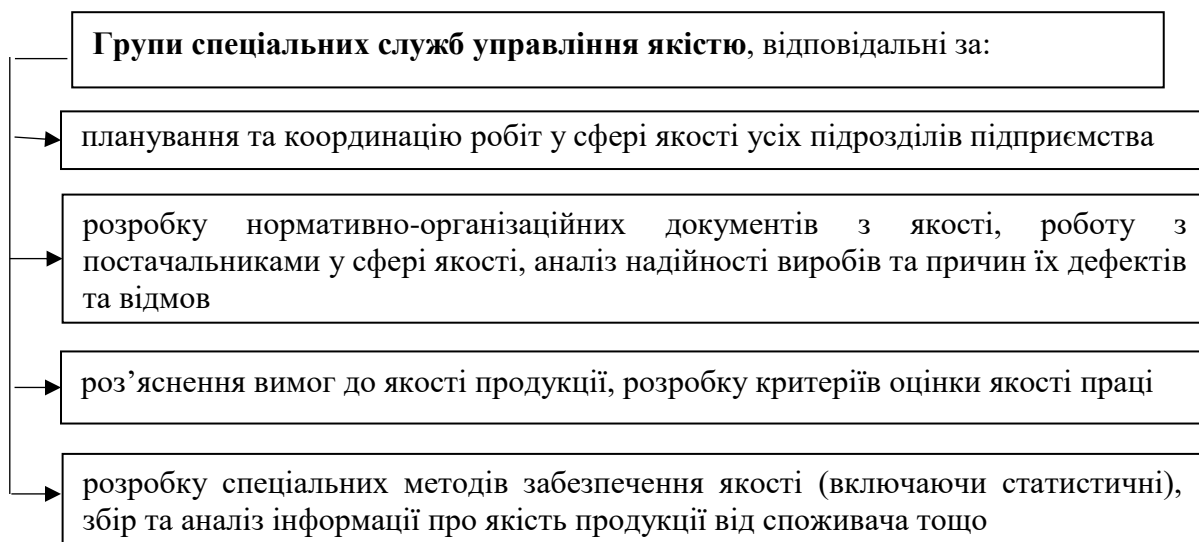 Групи спеціальних служб управління якістю, відповідальні за:
планування та координацію робіт у сфері якості усіх підрозділів підприємства
розробку нормативно-організаційних документів з якості, роботу з
постачальниками у сфері якості, аналіз надійності виробів та причин їх дефектів
та відмов
роз’яснення вимог до якості продукції, розробку критеріїв оцінки якості праці
розробку спеціальних методів забезпечення якості (включаючи статистичні),
збір та аналіз інформації про якість продукції від споживача тощо